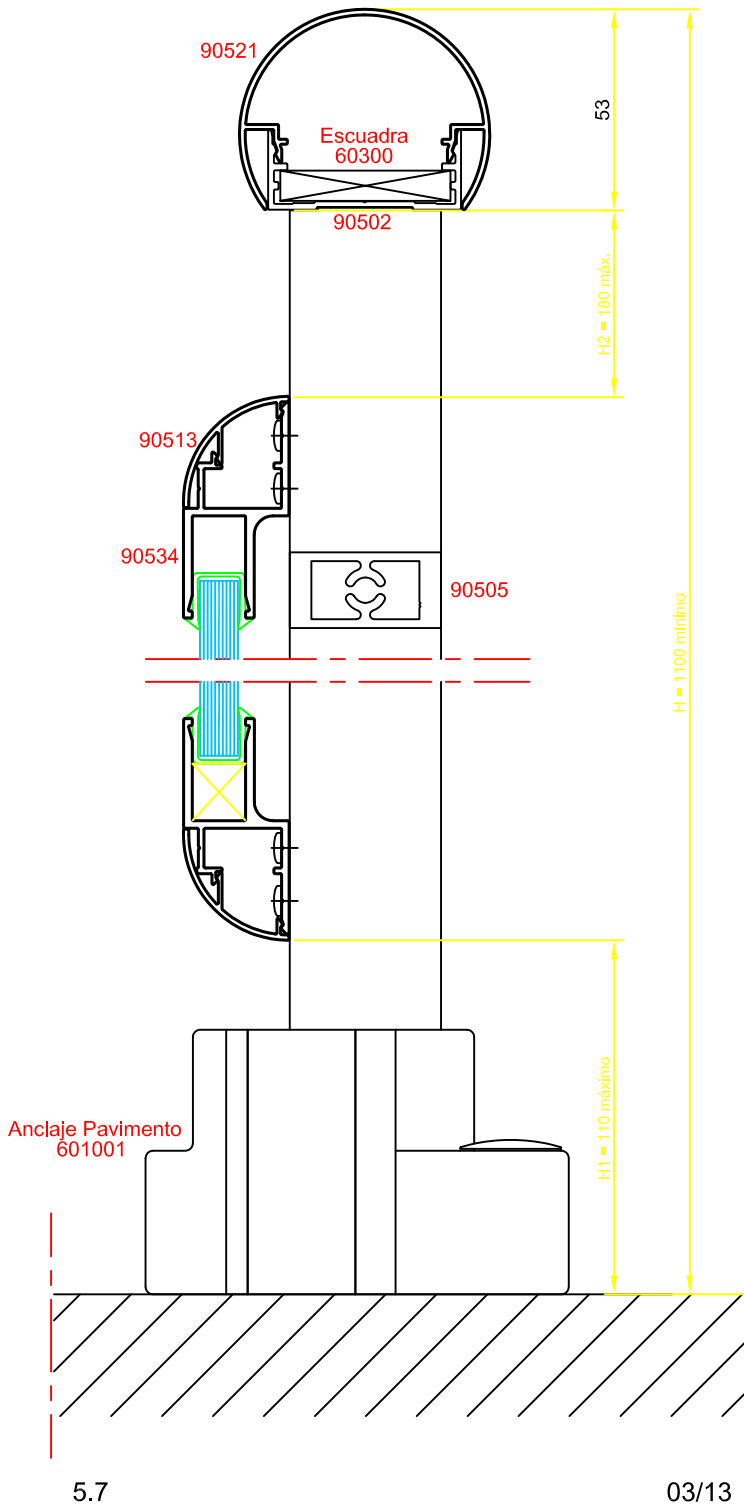 90521
53
Escuadra
60300
90502
H2 = 180 máx.
90513
90534
90505
H = 1100 mínimo
Anclaje Pavimento
601001
H1 = 110 máximo
5.7
03/13